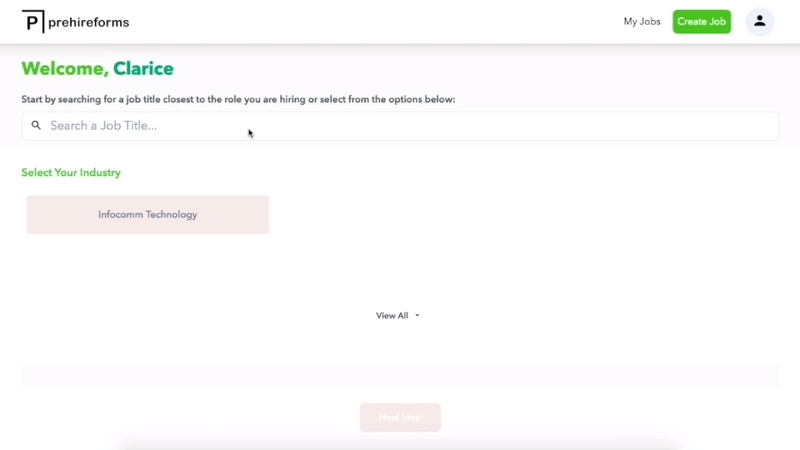 P prehireforms
My Jobs
Create Job
Welcome, Clarice
Start by searching for a job title closest to the role you are hiring or select from the options below:
Search a Job Title...
Select Your Industry
Infocomm Technology
View All
Next Step